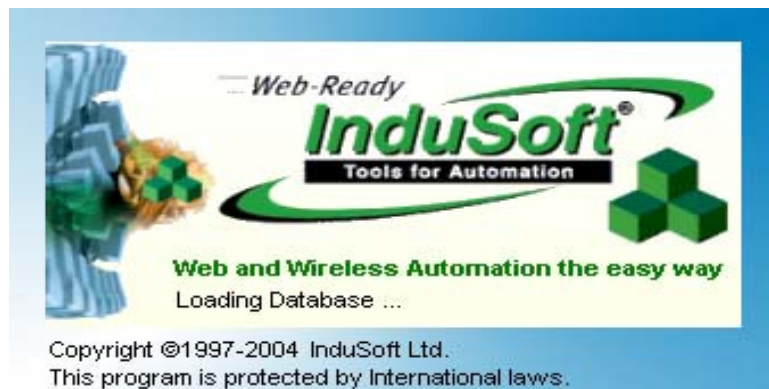 Web-Ready
InduSoft®
Tools for Automation
Web and Wireless Automation the easy way
Loading Database ...
Copyright ©1997-2004 InduSoft Ltd.
This program is protected by International laws.